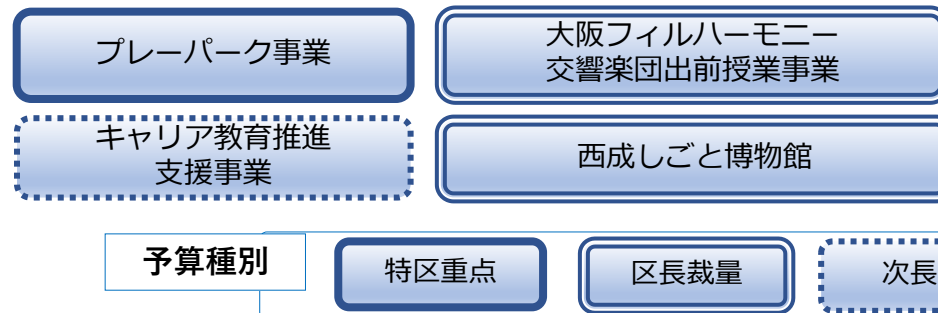 プレーパーク事業
大阪フィルハーモニー
交響楽団出前授業事業
キャリア教育推進
支援事業
西成しごと博物館
予算種別
特区重点
区長裁量
次長